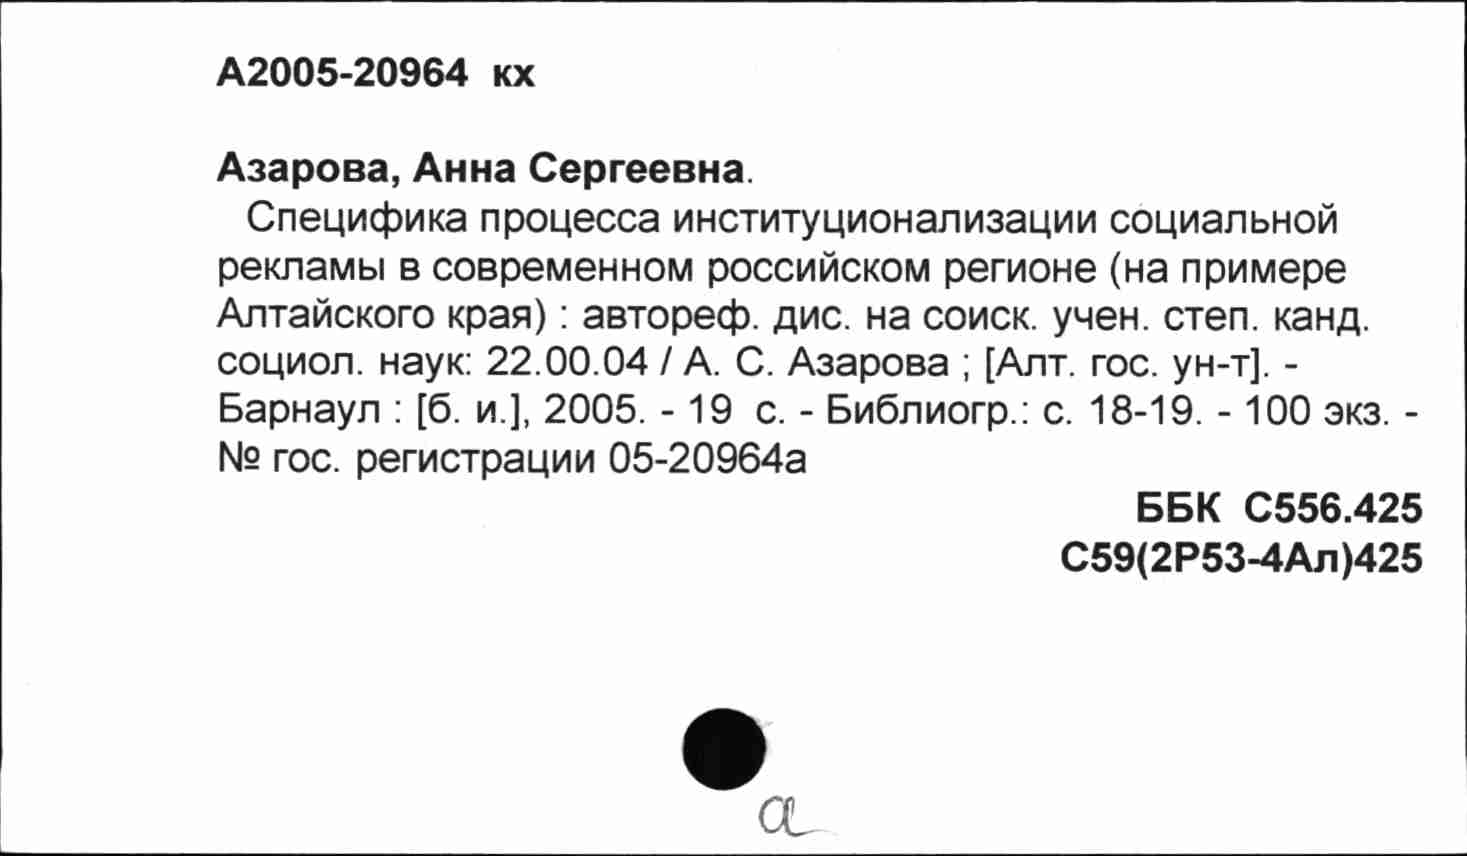 А2005-20964 кх
Азарова, Анна Сергеевна.
Специфика процесса институционализации социальной
рекламы в современном российском регионе (на примере
Алтайского края) : автореф. дис. на соиск. учен. степ. канд.
социол. наук: 22.00.04 / А. С. Азарова ; [Алт. гос. ун-т]. -
Барнаул : [б. и.], 2005. - 19 с. - Библиогр.: с. 18-19. - 100 экз. -
№ гос. регистрации 05-20964а
ББК С556.425
С59(2Р53-4Ал)425
а